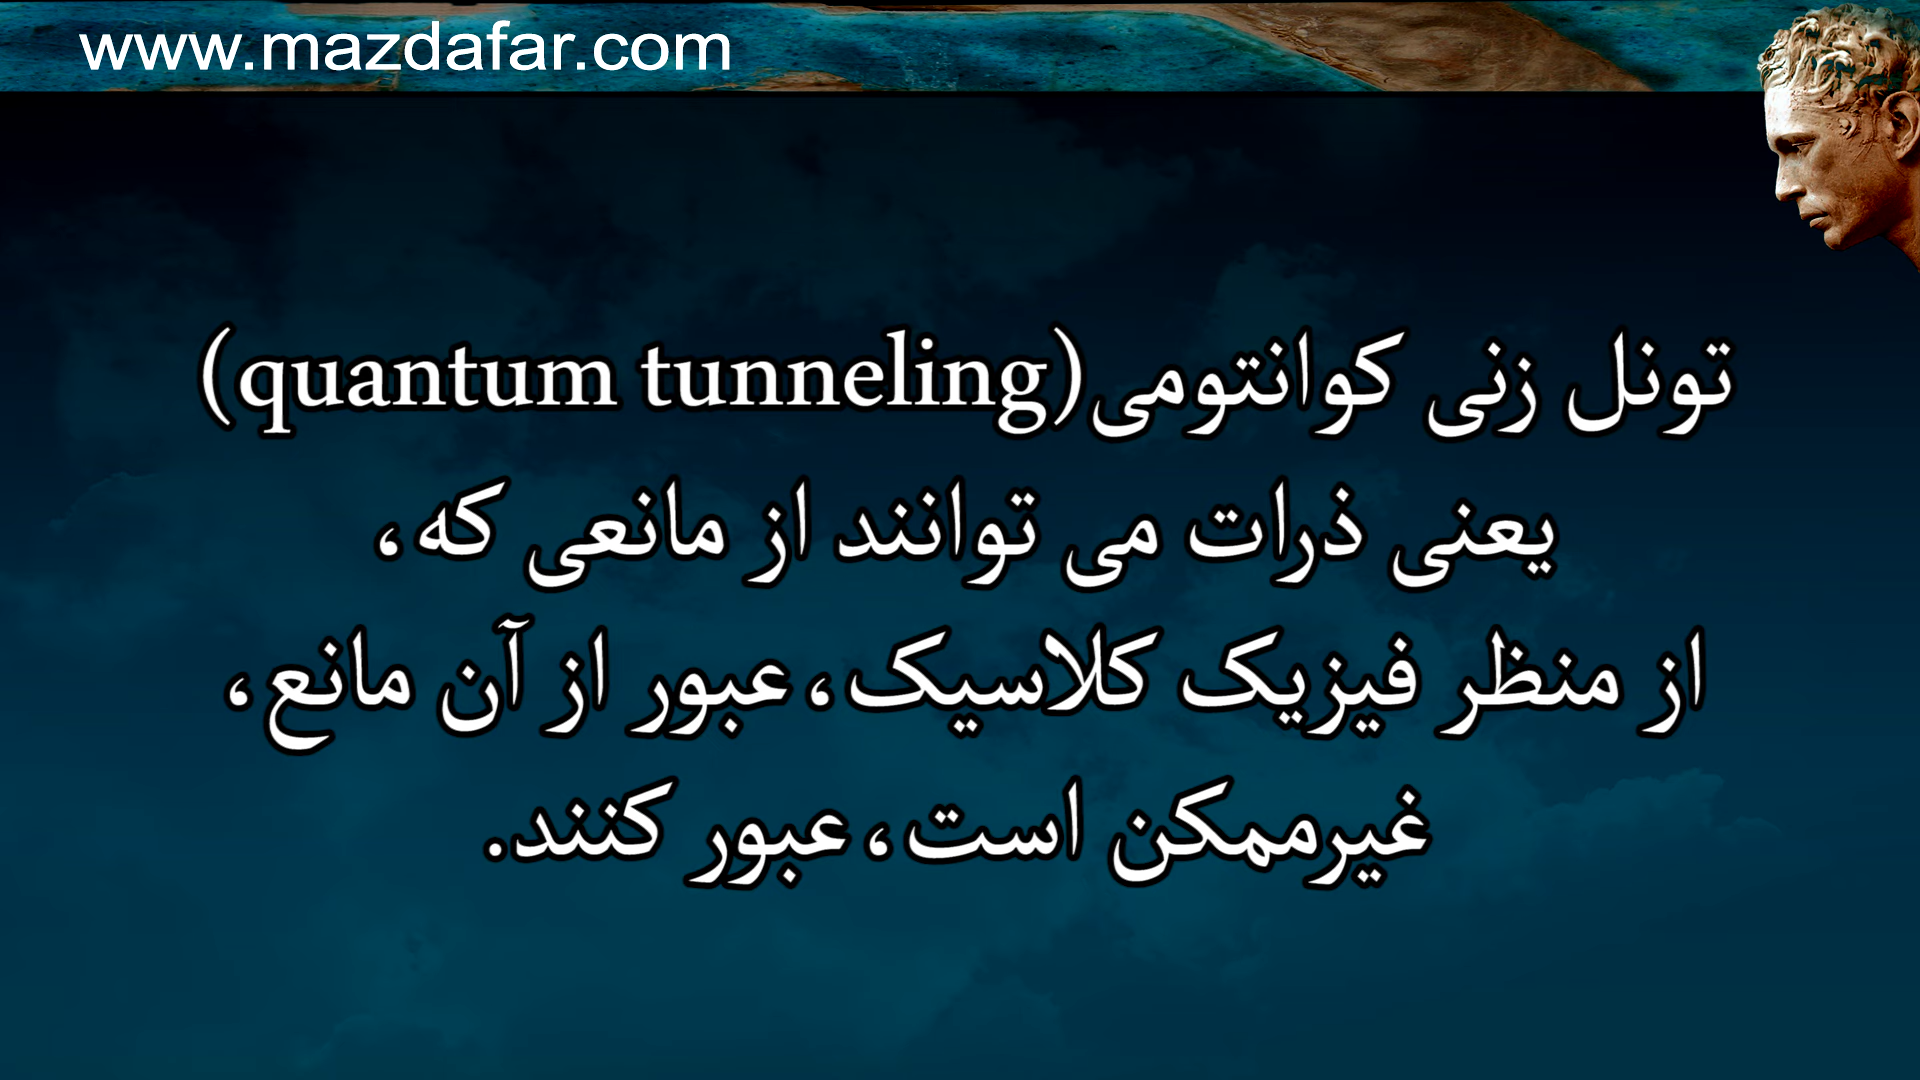 www.mazdafar.com
تونل زنی کوانتومی(quantum tunneling)
یعنی ذرات می توانند از مانعی که،
از منظر فیزیک کلاسیک،عبور از آن مانع،
غیرممکن است،عبور کنند.